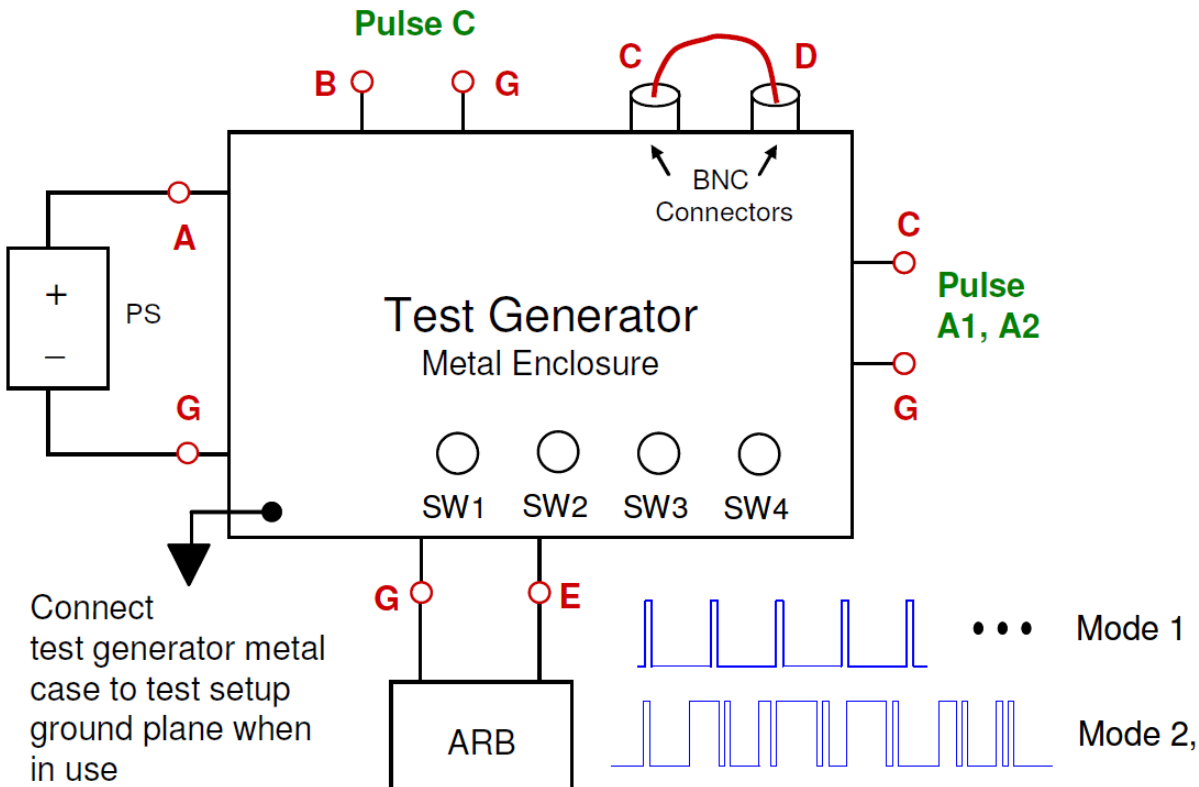 Pulse C
B
G
C
D
BNC
Connectors
A
+
PS
–
C
Pulse
A1, A2
G
Test Generator
Metal Enclosure
G
SW1 SW2 SW3 SW4
Connect
test generator metal
case to test setup
ground plane when
in use
G
E
ARB
••• Mode 1
Mode 2,